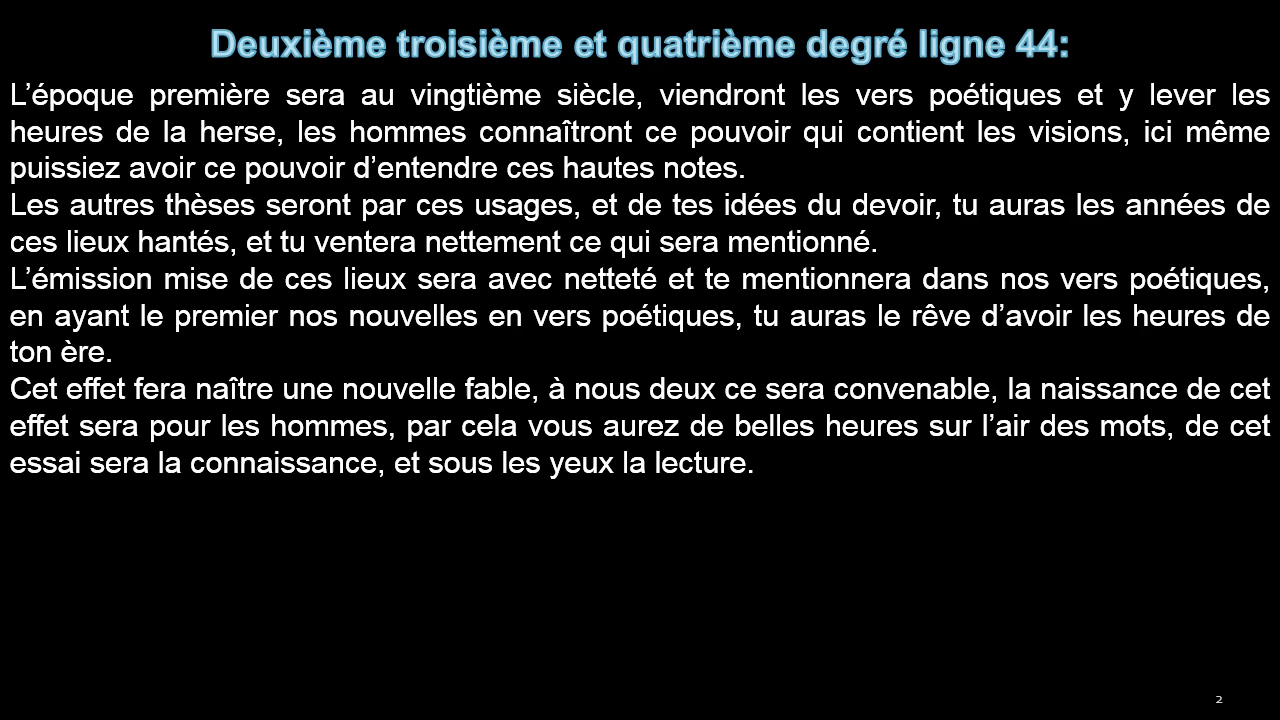 Deuxième troisième et quatrième degré ligne 44:
L’époque première sera au vingtième siècle, viendront les vers poétiques et y lever les
heures de la herse, les hommes connaîtront ce pouvoir qui contient les visions, ici même
puissiez avoir ce pouvoir d’entendre ces hautes notes.
Les autres thèses seront par ces usages, et de tes idées du devoir, tu auras les années de
ces lieux hantés, et tu ventera nettement ce qui sera mentionné.
L’émission mise de ces lieux sera avec netteté et te mentionnera dans nos vers poétiques,
en ayant le premier nos nouvelles en vers poétiques, tu auras le rêve d’avoir les heures de
ton ère.
Cet effet fera naître une nouvelle fable, à nous deux ce sera convenable, la naissance de cet
effet sera pour les hommes, par cela vous aurez de belles heures sur l’air des mots, de cet
essai sera la connaissance, et sous les yeux la lecture.
2